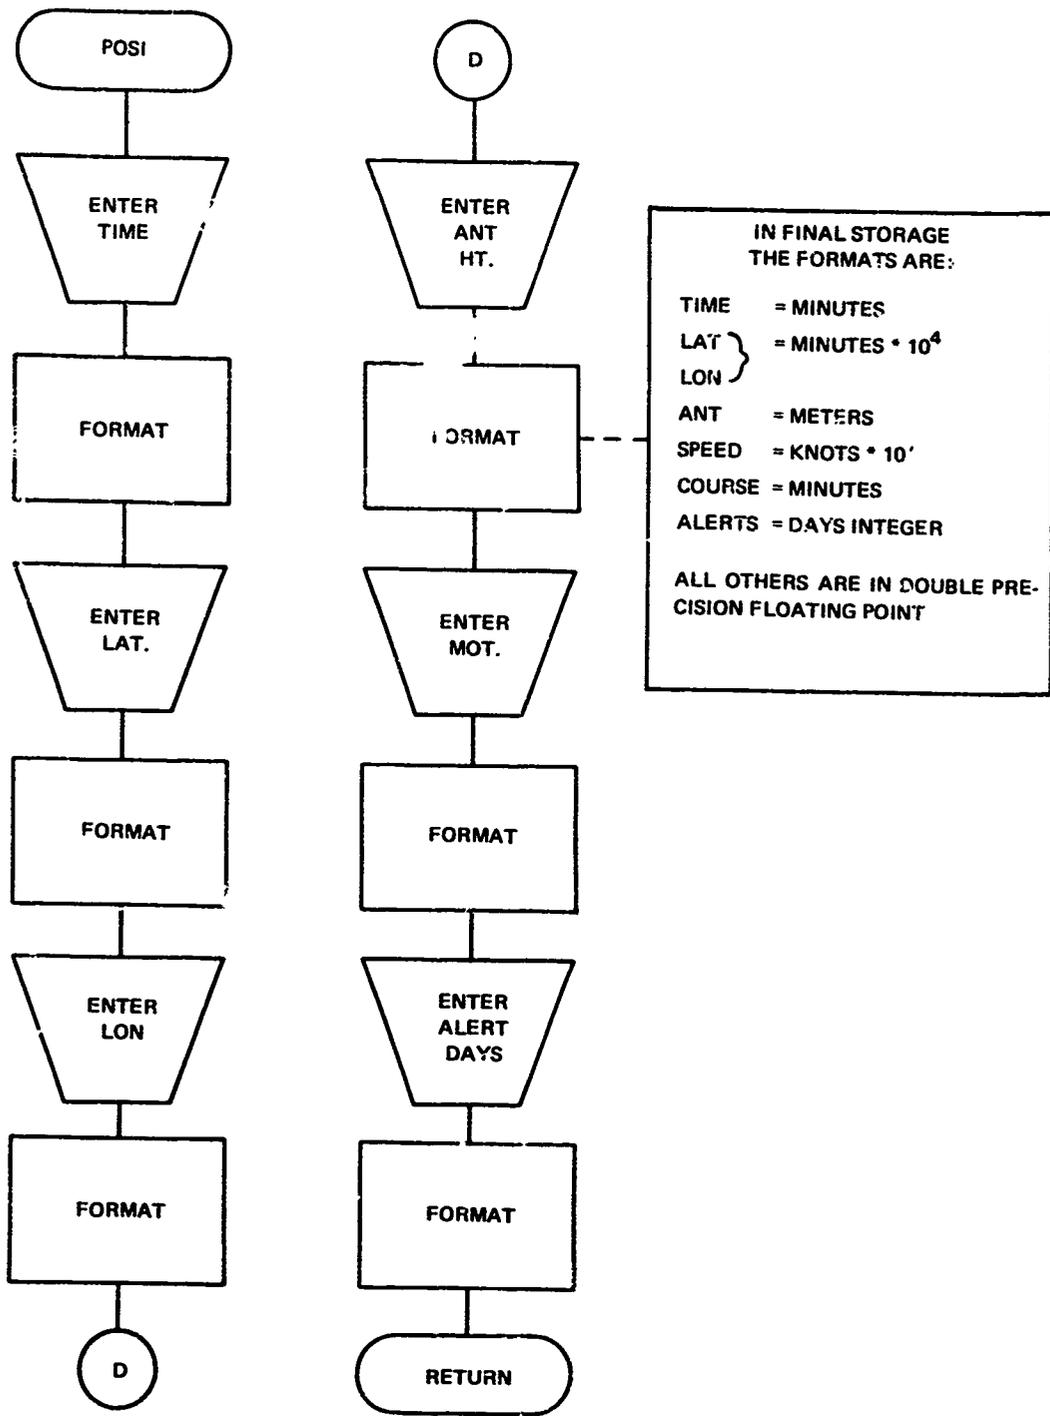 POSI
ENTER
TIME
FORMAT
ENTER
LAT.
FORMAT
ENTER
LON
FORMAT
D
D
ENTER
ANT
HT.
FORMAT
ENTER
MOT.
FORMAT
ENTER
ALERT
DAYS
FORMAT
RETURN
IN FINAL STORAGE
THE FORMATS ARE:
TIME = MINUTES
LAT = MINUTES * 10⁴
LON
ANT = METERS
SPEED = KNOTS * 10'
COURSE = MINUTES
ALERTS = DAYS INTEGER
ALL OTHERS ARE IN DOUBLE PRE-
CISION FLOATING POINT